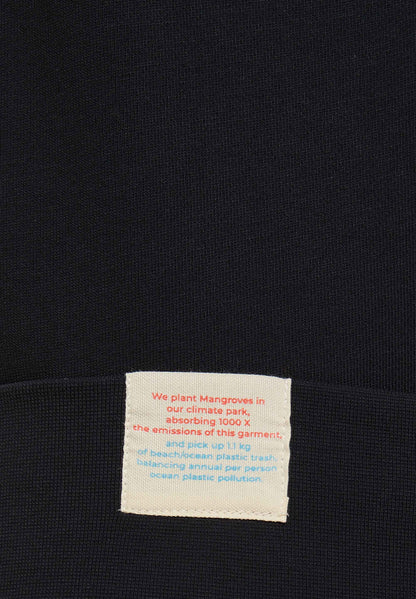 We plant Mangroves in
our climate park,
absorbing 1000 X
the emissions of this garment,
and pick up 1.1 kg
of beach/ocean plastic trash,
balancing annual per person
ocean plastic pollution.